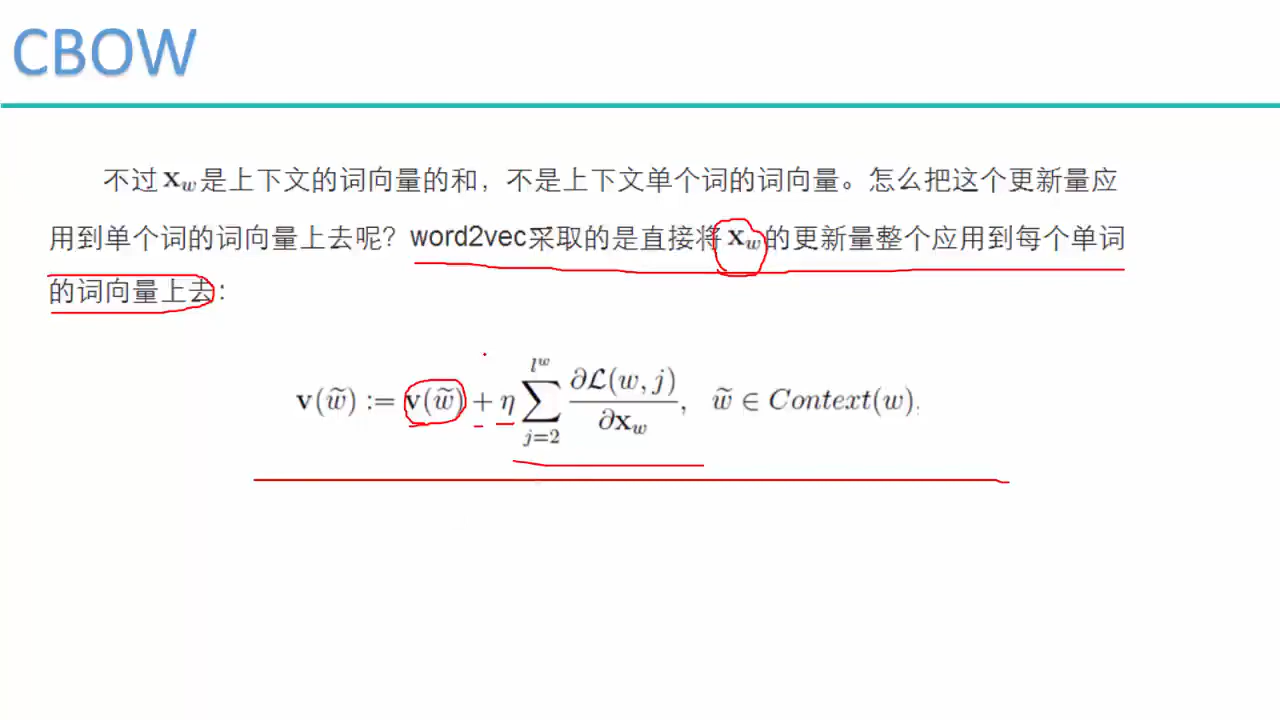 CBOW
不过 𝐱_w 是上下文的词向量的和，不是上下文单个词的词向量。怎么把这个更新量应
用到单个词的词向量上去呢？word2vec采取的是直接将 𝐱_w 的更新量整个应用到每个单词
的词向量上去：
𝐯(w̃) := 𝐯(w̃) + η ∑_{j=2}^{l^w} ∂ℒ(w, j)/∂𝐱_w, w̃ ∈ Context(w).